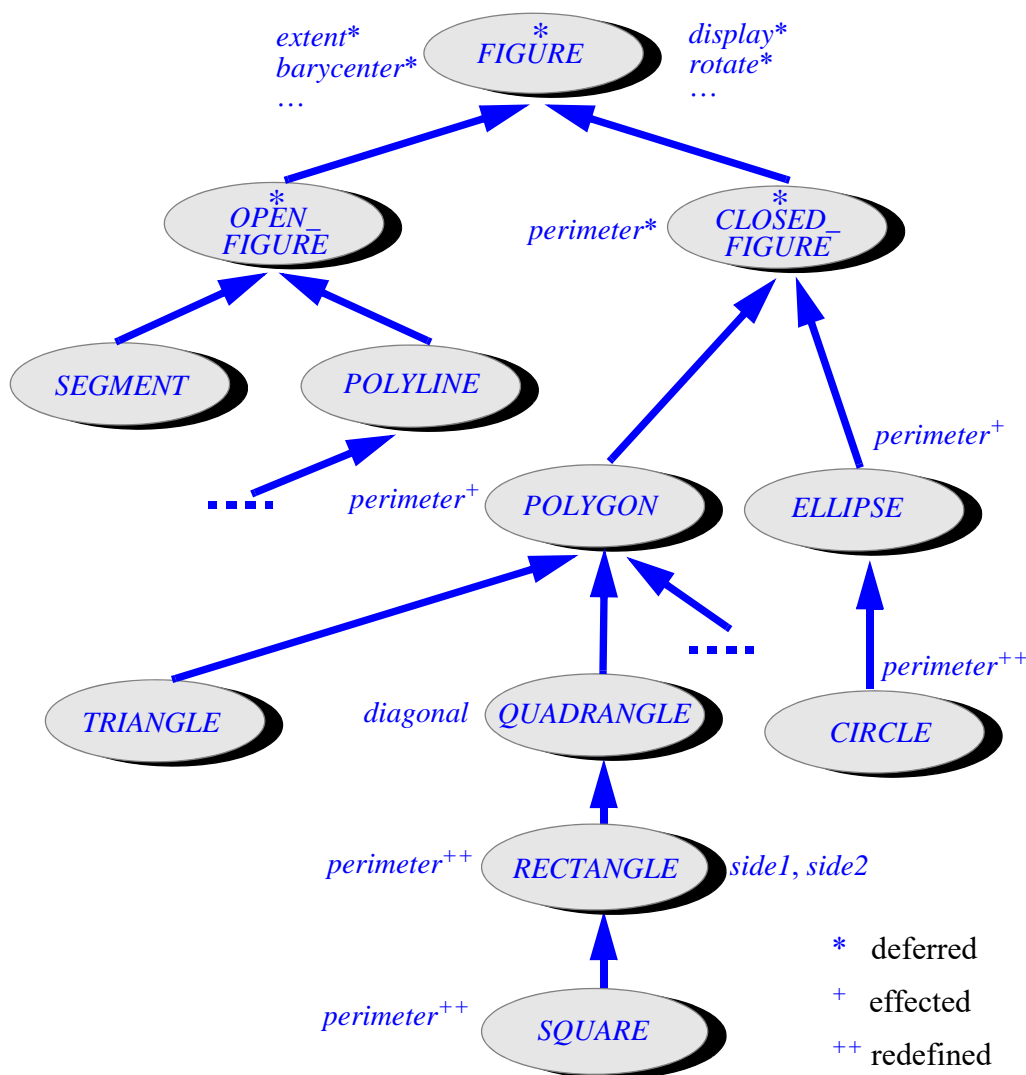 extent*
barycenter*
…
*
FIGURE
display*
rotate*
…
*
OPEN_
FIGURE
perimeter*
*
CLOSED_
FIGURE
SEGMENT
POLYLINE
perimeter+
perimeter+
POLYGON
ELLIPSE
perimeter++
TRIANGLE
diagonal
QUADRANGLE
CIRCLE
perimeter++
RECTANGLE
side1, side2
perimeter++
SQUARE
* deferred
+ effected
++ redefined